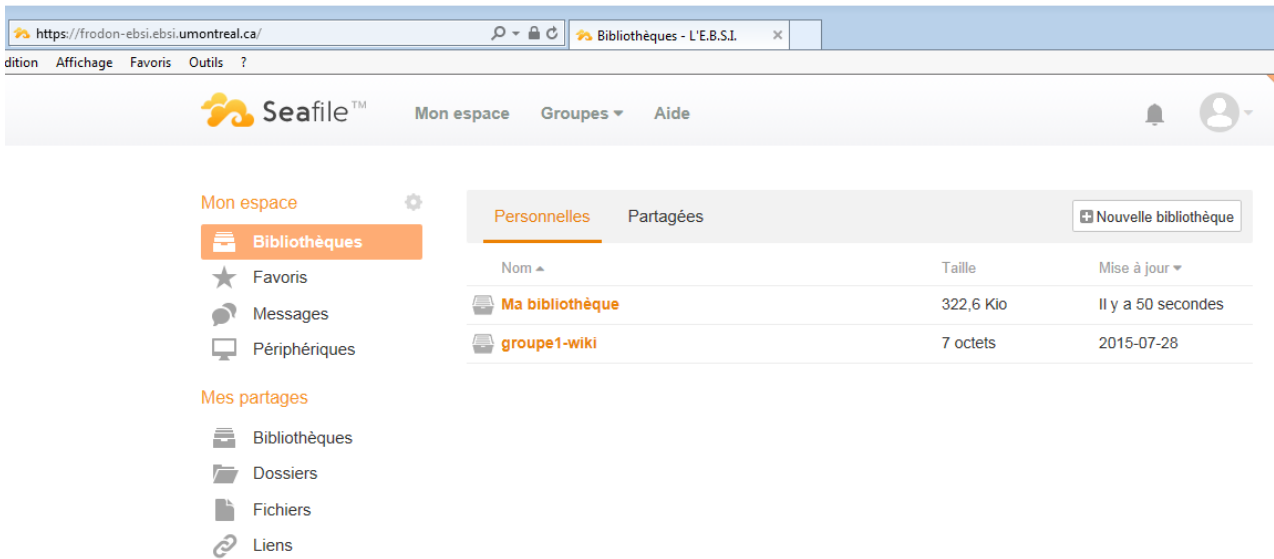 https://frodon-ebsi.ebsi.umontreal.ca/
Bibliothèques - L'E.B.S.I.
dition Affichage Favoris Outils ?
Seafile™ Mon espace Groupes Aide
Mon espace
Bibliothèques
Favoris
Messages
Périphériques
Mes partages
Bibliothèques
Dossiers
Fichiers
Liens
Personnelles Partagées Nouvelle bibliothèque
Nom Taille Mise à jour
Ma bibliothèque 322,6 Kio Il y a 50 secondes
groupe1-wiki 7 octets 2015-07-28